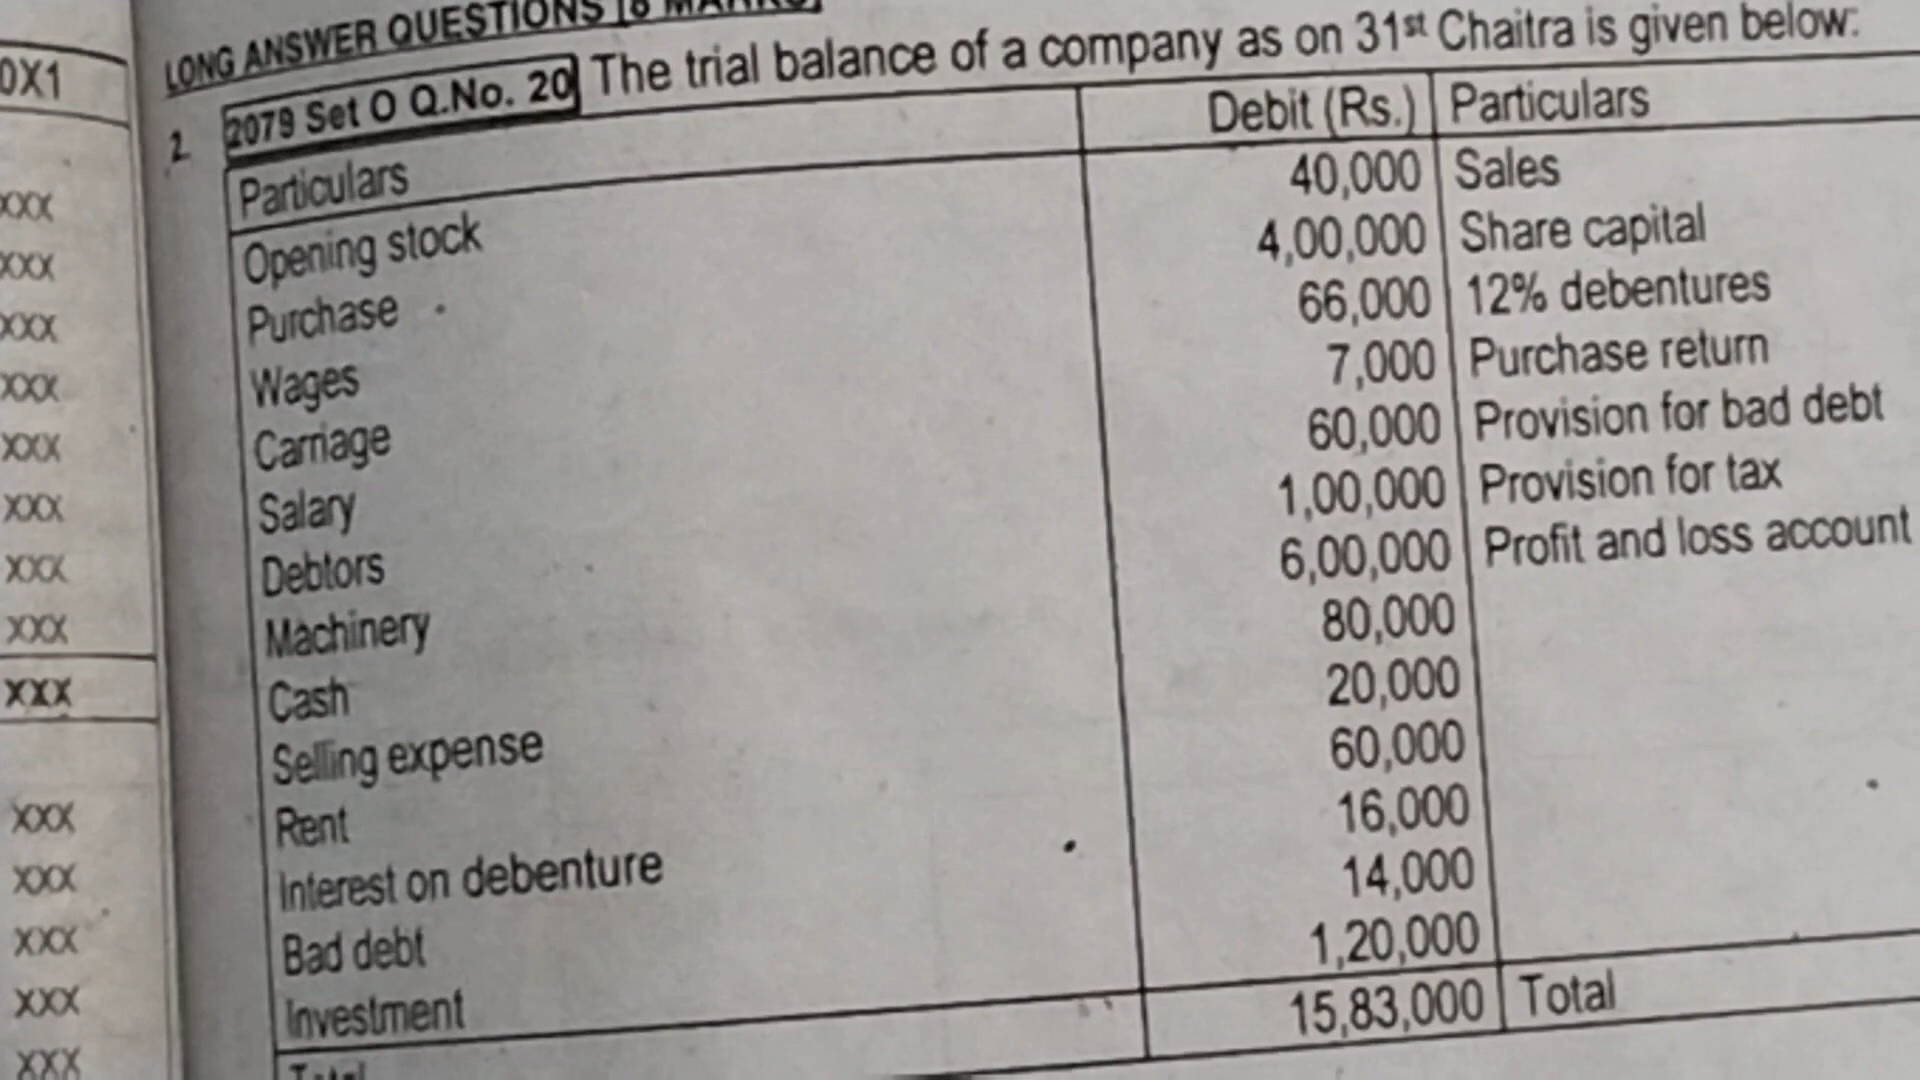 LONG ANSWER QUESTIONS [8 MARKS]
2. 2079 Set O Q.No. 20 The trial balance of a company as on 31st Chaitra is given below:
Particulars Debit (Rs.) Particulars
Opening stock 40,000 Sales
Purchase 4,00,000 Share capital
Wages 66,000 12% debentures
Carriage 7,000 Purchase return
Salary 60,000 Provision for bad debt
Debtors 1,00,000 Provision for tax
Machinery 6,00,000 Profit and loss account
Cash 80,000
Selling expense 20,000
Rent 60,000
Interest on debenture 16,000
Bad debt 14,000
Investment 1,20,000
Total 15,83,000 Total
0X1
XXX
XXX
XXX
XXX
XXX
XXX
XXX
XXX
XXX
XXX
XXX
XXX
XXX
XXX